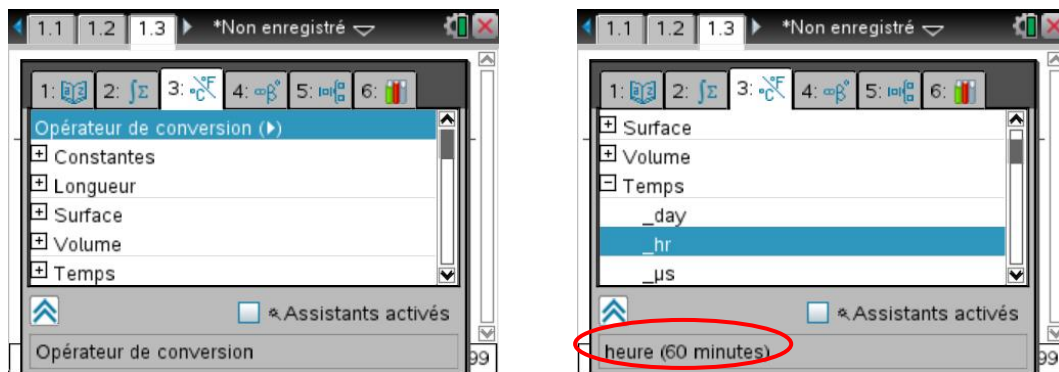 1.1 1.2 1.3 *Non enregistré
1: 2: ∫Σ 3: °C °F 4: ∞β° 5: 6:
Opérateur de conversion (▶)
Constantes
Longueur
Surface
Volume
Temps
Assistants activés
Opérateur de conversion
99
1.1 1.2 1.3 *Non enregistré
1: 2: ∫Σ 3: °C °F 4: ∞β° 5: 6:
Surface
Volume
Temps
_day
_hr
_µs
Assistants activés
heure (60 minutes)
99